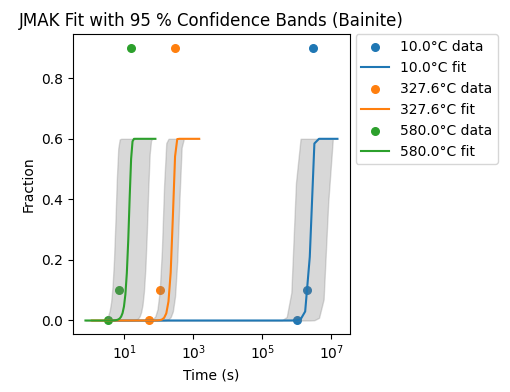 JMAK Fit with 95 % Confidence Bands (Bainite)
10.0°C data
10.0°C fit
327.6°C data
327.6°C fit
580.0°C data
580.0°C fit
Fraction
0.8
0.6
0.4
0.2
0.0
10¹
10³
10⁵
10⁷
Time (s)